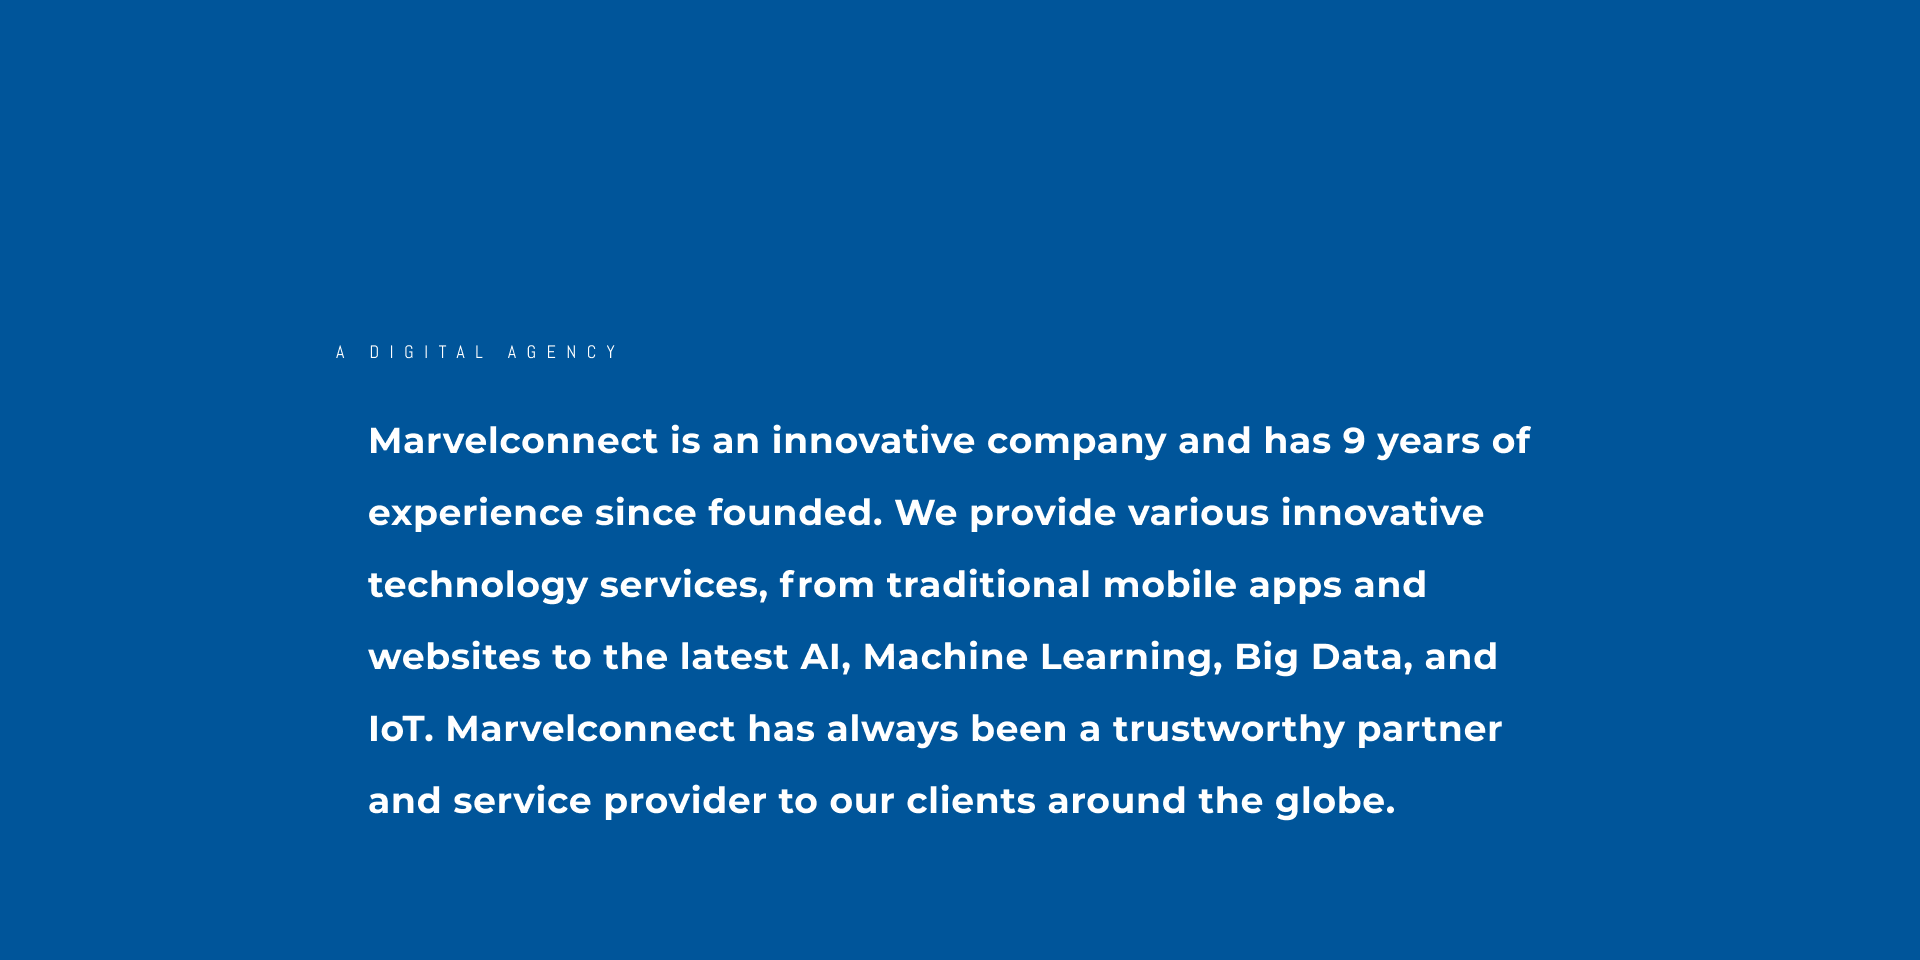 A DIGITAL AGENCY
Marvelconnect is an innovative company and has 9 years of
experience since founded. We provide various innovative
technology services, from traditional mobile apps and
websites to the latest AI, Machine Learning, Big Data, and
IoT. Marvelconnect has always been a trustworthy partner
and service provider to our clients around the globe.